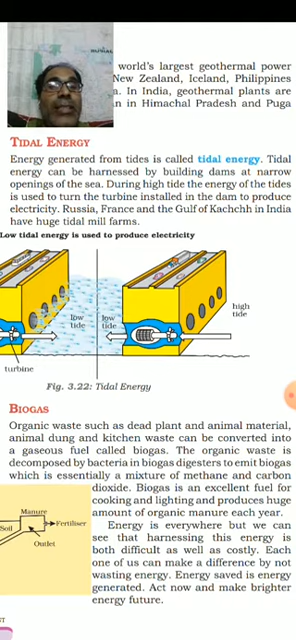 world's largest geothermal power
New Zealand, Iceland, Philippines
a. In India, geothermal plants are
n in Himachal Pradesh and Puga
TIDAL ENERGY
Energy generated from tides is called tidal energy. Tidal
energy can be harnessed by building dams at narrow
openings of the sea. During high tide the energy of the tides
is used to turn the turbine installed in the dam to produce
electricity. Russia, France and the Gulf of Kachchh in India
have huge tidal mill farms.
Low tidal energy is used to produce electricity
low
tide
low
tide
high
tide
turbine
Fig. 3.22: Tidal Energy
BIOGAS
Organic waste such as dead plant and animal material,
animal dung and kitchen waste can be converted into
a gaseous fuel called biogas. The organic waste is
decomposed by bacteria in biogas digesters to emit biogas
which is essentially a mixture of methane and carbon
dioxide. Biogas is an excellent fuel for
cooking and lighting and produces huge
amount of organic manure each year.
Energy is everywhere but we can
see that harnessing this energy is
both difficult as well as costly. Each
one of us can make a difference by not
wasting energy. Energy saved is energy
generated. Act now and make brighter
energy future.
Manure
Soil
Fertiliser
Outlet